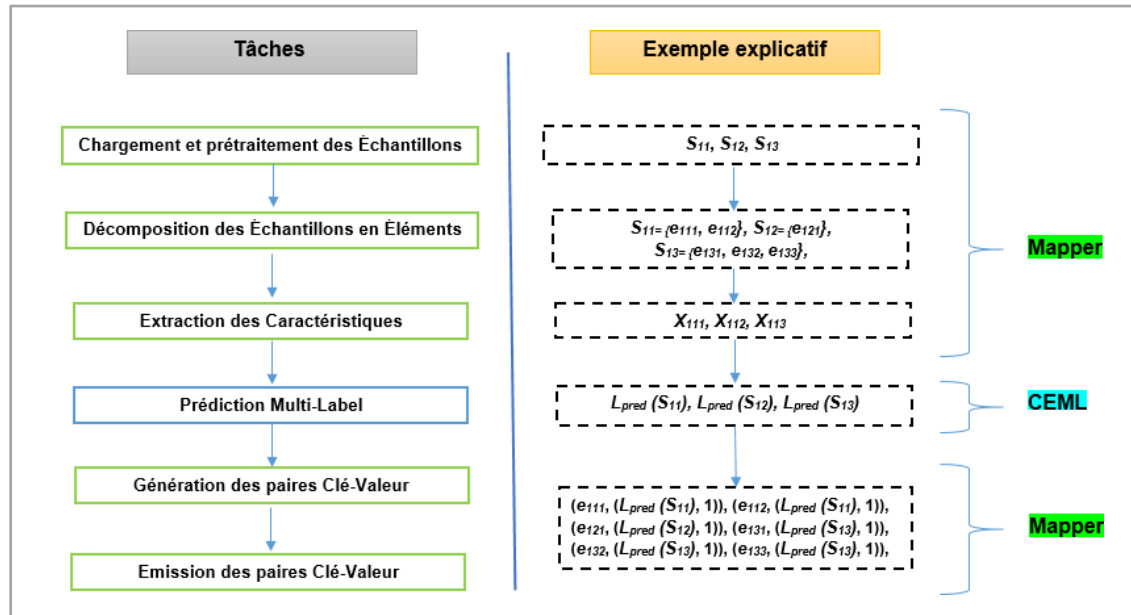 Tâches
Exemple explicatif
Chargement et prétraitement des Échantillons
Décomposition des Échantillons en Éléments
Extraction des Caractéristiques
Prédiction Multi-Label
Génération des paires Clé-Valeur
Emission des paires Clé-Valeur
S11, S12, S13
S11= {e111, e112}, S12= {e121},
S13= {e131, e132, e133},
X111, X112, X113
Lpred (S11), Lpred (S12), Lpred (S13)
(e111, (Lpred (S11), 1)), (e112, (Lpred (S11), 1)),
(e121, (Lpred (S12), 1)), (e131, (Lpred (S13), 1)),
(e132, (Lpred (S13), 1)), (e133, (Lpred (S13), 1)),
Mapper
CEML
Mapper